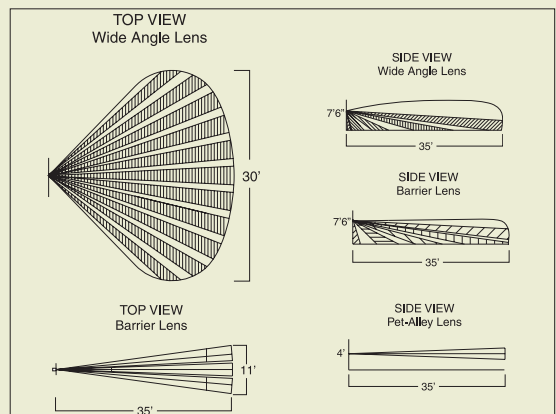 TOP VIEW
Wide Angle Lens
30'
SIDE VIEW
Wide Angle Lens
7'6"
35'
SIDE VIEW
Barrier Lens
7'6"
35'
TOP VIEW
Barrier Lens
11'
35'
SIDE VIEW
Pet-Alley Lens
4'
35'